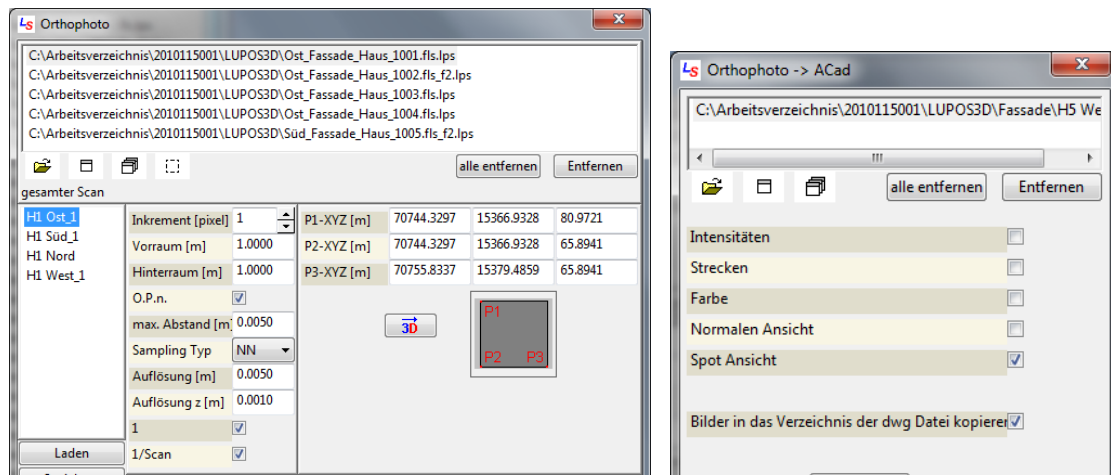 LS Orthophoto
C:\Arbeitsverzeichnis\2010115001\LUPOS3D\Ost_Fassade_Haus_1001.fls.lps
C:\Arbeitsverzeichnis\2010115001\LUPOS3D\Ost_Fassade_Haus_1002.fls_f2.lps
C:\Arbeitsverzeichnis\2010115001\LUPOS3D\Ost_Fassade_Haus_1003.fls.lps
C:\Arbeitsverzeichnis\2010115001\LUPOS3D\Ost_Fassade_Haus_1004.fls.lps
C:\Arbeitsverzeichnis\2010115001\LUPOS3D\Süd_Fassade_Haus_1005.fls_f2.lps
alle entfernen Entfernen
gesamter Scan
H1 Ost_1
H1 Süd_1
H1 Nord
H1 West_1
Laden
Inkrement [pixel] 1
Vorraum [m] 1.0000
Hinterraum [m] 1.0000
O.P.n.
max. Abstand [m] 0.0050
Sampling Typ NN
Auflösung [m] 0.0050
Auflösung z [m] 0.0010
1
1/Scan
P1-XYZ [m] 70744.3297 15366.9328 80.9721
P2-XYZ [m] 70744.3297 15366.9328 65.8941
P3-XYZ [m] 70755.8337 15379.4859 65.8941
3D
P1
P2 P3
LS Orthophoto -> ACad
C:\Arbeitsverzeichnis\2010115001\LUPOS3D\Fassade\H5 We
alle entfernen Entfernen
Intensitäten
Strecken
Farbe
Normalen Ansicht
Spot Ansicht
Bilder in das Verzeichnis der dwg Datei kopieren